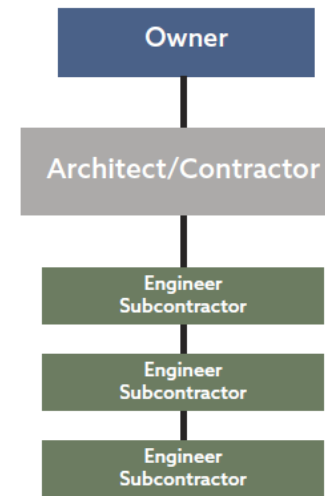 Owner
Architect/Contractor
Engineer
Subcontractor
Engineer
Subcontractor
Engineer
Subcontractor